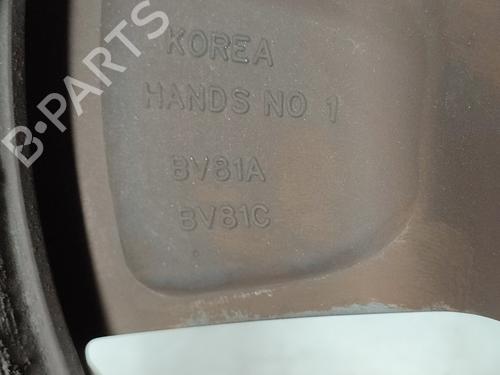 KOREA
HANDS NO 1
BV81A
BV81C
B-PARTS